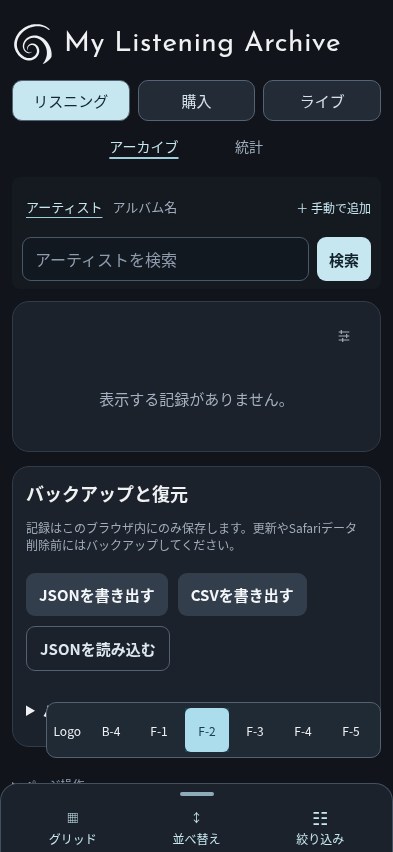 My Listening Archive
リスニング
購入
ライブ
アーカイブ
統計
アーティスト
アルバム名
＋ 手動で追加
アーティストを検索
検索
表示する記録がありません。
バックアップと復元
記録はこのブラウザ内にのみ保存します。更新やSafariデータ
削除前にはバックアップしてください。
JSONを書き出す
CSVを書き出す
JSONを読み込む
Logo
B-4
F-1
F-2
F-3
F-4
F-5
グリッド
並べ替え
絞り込み